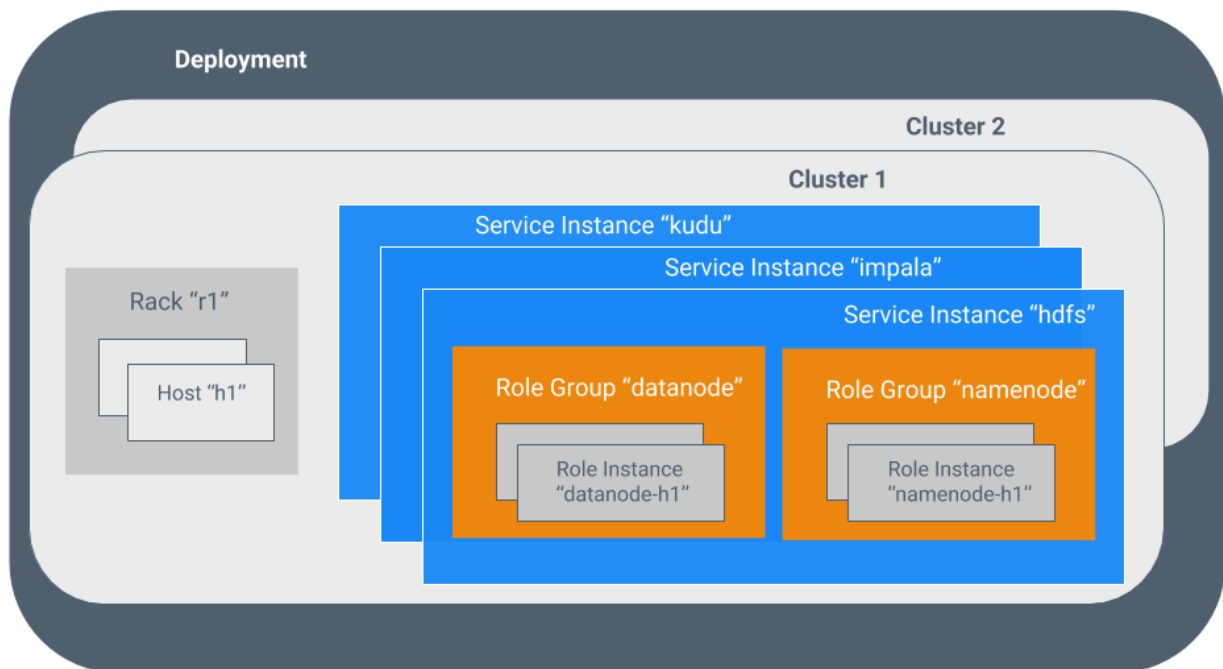 Deployment
Cluster 2
Cluster 1
Service Instance “kudu”
Service Instance “impala”
Service Instance “hdfs”
Rack “r1”
Host “h1”
Role Group “datanode”
Role Instance
“datanode-h1”
Role Group “namenode”
Role Instance
“namenode-h1”